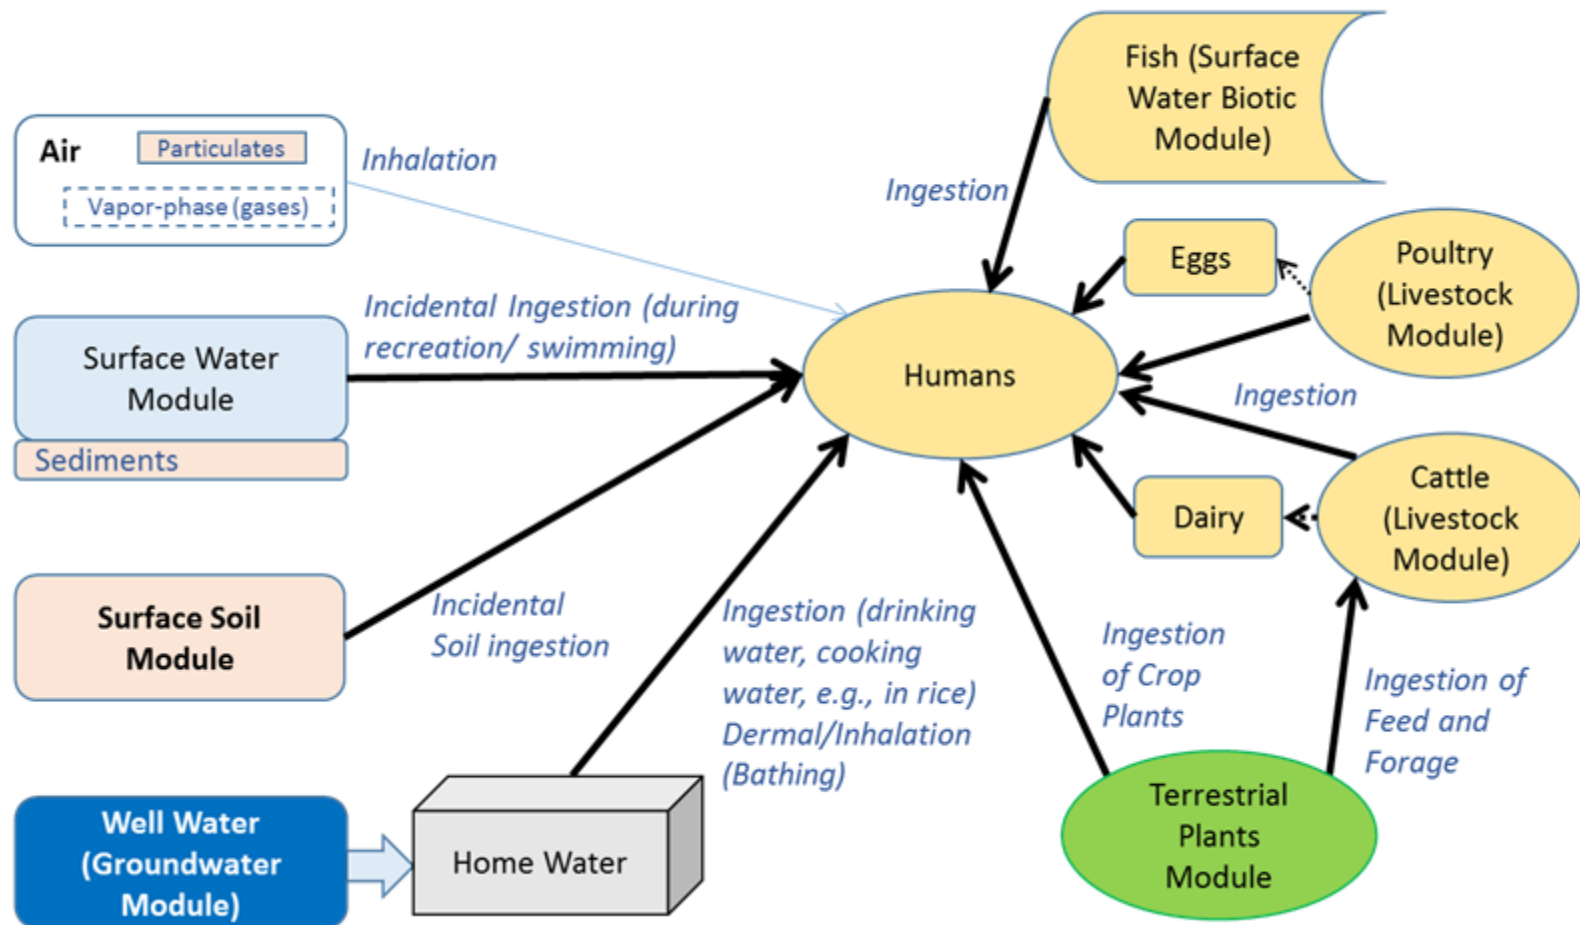 Fish (Surface
Water Biotic
Module)
Air
Particulates
Vapor-phase (gases)
Inhalation
Ingestion
Eggs
Poultry
(Livestock
Module)
Incidental Ingestion (during
recreation/ swimming)
Surface Water
Module
Sediments
Humans
Ingestion
Dairy
Cattle
(Livestock
Module)
Surface Soil
Module
Incidental
Soil ingestion
Ingestion (drinking
water, cooking
water, e.g., in rice)
Dermal/Inhalation
(Bathing)
Ingestion
of Crop
Plants
Ingestion of
Feed and
Forage
Well Water
(Groundwater
Module)
Home Water
Terrestrial
Plants
Module